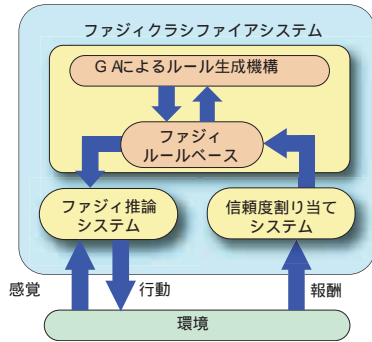 ファジィクラシファイアシステム
GAによるルール生成機構
ファジィ
ルールベース
ファジィ推論
システム
信頼度割り当て
システム
感覚
行動
報酬
環境